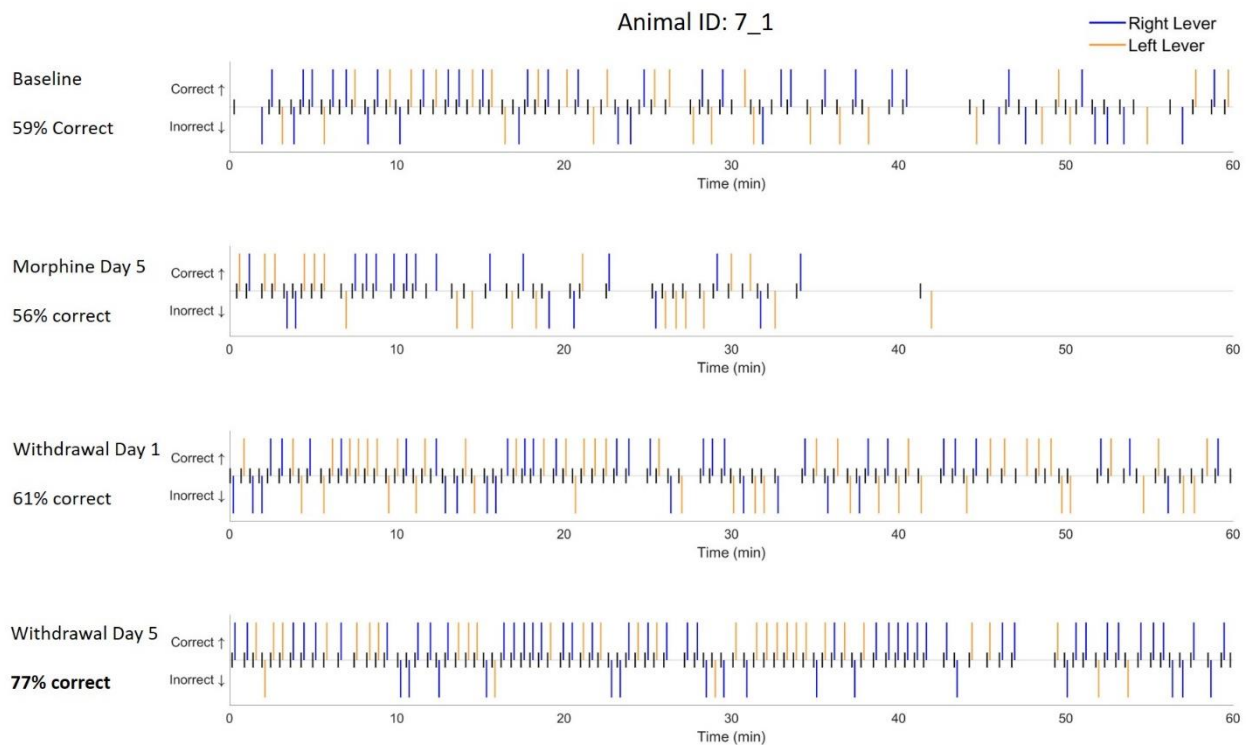 Animal ID: 7_1
Right Lever
Left Lever
Baseline
59% Correct
Correct ↑
Inorrect ↓
0 10 20 30 40 50 60
Time (min)
Morphine Day 5
56% correct
Correct ↑
Inorrect ↓
0 10 20 30 40 50 60
Time (min)
Withdrawal Day 1
61% correct
Correct ↑
Inorrect ↓
0 10 20 30 40 50 60
Time (min)
Withdrawal Day 5
77% correct
Correct ↑
Inorrect ↓
0 10 20 30 40 50 60
Time (min)